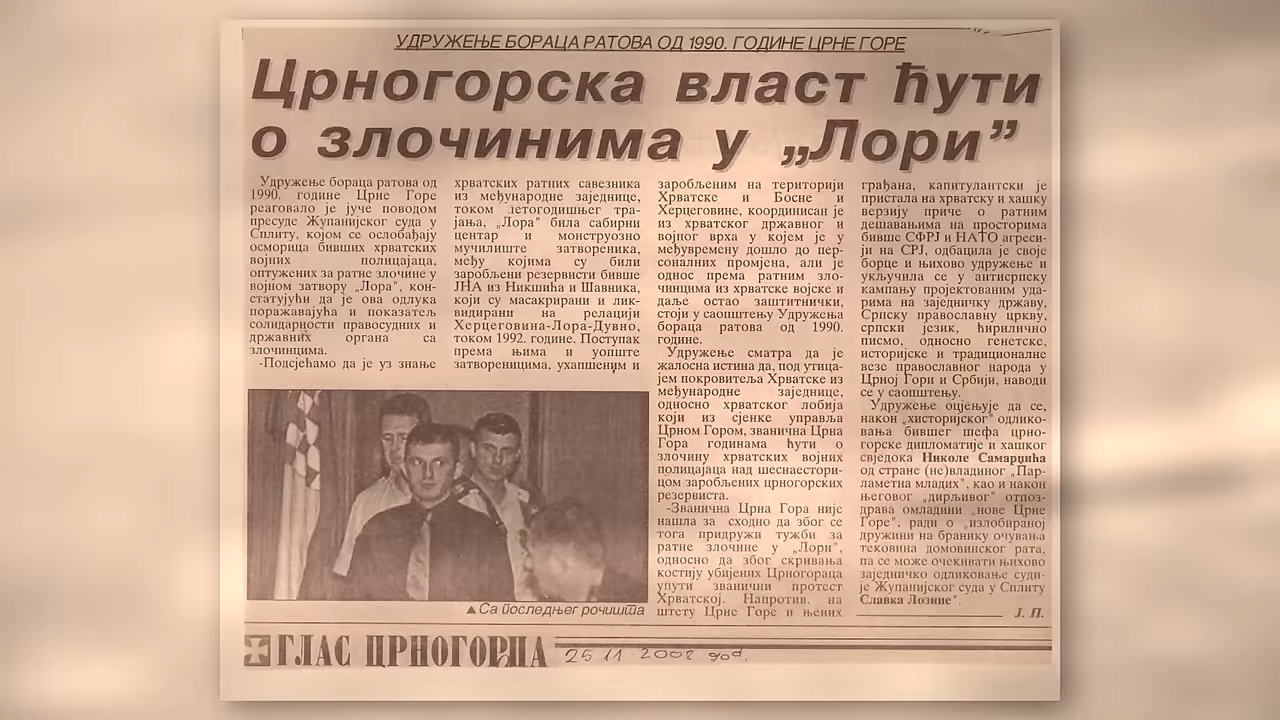 УДРУЖЕЊЕ БОРАЦА РАТОВА ОД 1990. ГОДИНЕ ЦРНЕ ГОРЕ
Црногорска власт ћути
о злочинима у „Лори”
Удружење бораца ратова од
1990. године Црне Горе
реаговало је јуче поводом
пресуде Жупанијског суда у
Сплиту, којом се ослобађају
осморица бивших хрватских
војних полицајаца,
оптужених за ратне злочине у
војном затвору „Лора”, кон-
статујући да је ова одлука
поражавајућа и показатељ
солидарности правосудних и
државних органа са
злочинцима.
-Подсјећамо да је уз знање
хрватских ратних савезника
из међународне заједнице,
током љетогодишњег тра-
јања, „Лора” била сабирни
центар и монструозно
мучилиште затвореника,
међу којима су били
заробљени резервисти бивше
ЈНА из Никшића и Шавника,
који су масакрирани и лик-
видирани на релацији
Херцеговина-Лора-Дувно,
током 1992. године. Поступак
према њима и уопште
затвореницима, ухапшеним и
заробљеним на територији
Хрватске и Босне и
Херцеговине, координисан је
из хрватског државног и
војног врха у којем је у
међувремену дошло до пер-
соналних промјена, али је
однос према ратним зло-
чинцима из хрватске војске и
даље остао заштитнички,
стоји у саопштењу Удружења
бораца ратова од 1990.
године.
Удружење сматра да је
жалосна истина да, под утица-
јем покровитеља Хрватске из
међународне заједнице,
односно хрватског лобија
који из сјенке управља
Црном Гором, званична Црна
Гора годинама ћути о
злочину хрватских војних
полицајаца над шеснаестори-
цом заробљених црногорских
резервиста.
-Званична Црна Гора није
нашла за сходно да због се
тога придружи тужби за
ратне злочине у „Лори”,
односно да због скривања
костију убијених Црногораца
упути званични протест
Хрватској. Напротив, на
штету Црне Горе и њених
грађана, капитулантски је
пристала на хрватску и хашку
верзију приче о ратним
дешавањима на просторима
бивше СФРЈ и НАТО агреси-
ји на СРЈ, одбацила је своје
борце и њихово удружење и
укључила се у антисрпску
кампању пројектованим уда-
рима на заједничку државу,
Српску православну цркву,
српски језик, ћирилично
писмо, односно генетске,
историјске и традиционалне
везе православног народа у
Црној Гори и Србији, наводи
се у саопштењу.
Удружење оцјењује да се,
након „хисторијског” одлико-
вања бившег шефа црно-
горске дипломатије и хашког
свједока Николе Самарџића
од стране (не)владиног „Пар-
ламетна младих”, као и након
његовог „дирљивог” отпоз-
драва омладини „нове Црне
Горе”, ради о „излобираној
дружини на бранику очувања
тековина домовинског рата,
па се може очекивати њихово
заједничко одликовање суди-
је Жупанијског суда у Сплиту
Славка Лозине”.
Ј. П.
▲Са последњег рочишта
ГЛАС ЦРНОГОРЦА
25 11 2002 god.